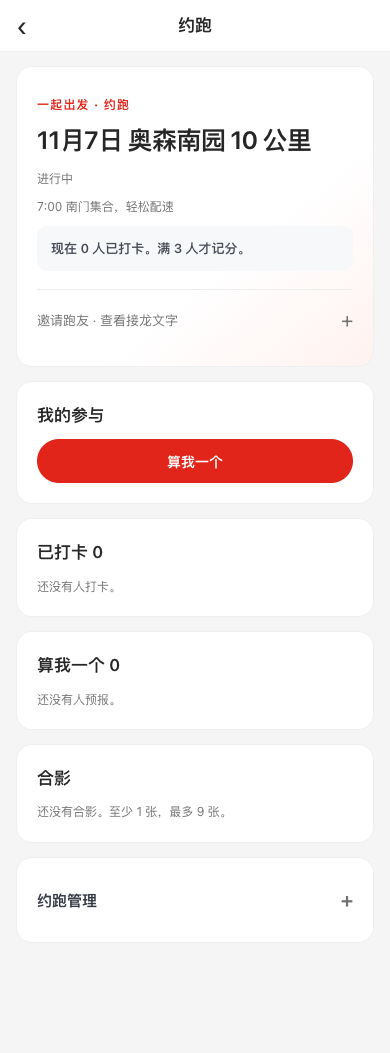 约跑
一起出发 · 约跑
11月7日 奥森南园 10 公里
进行中
7:00 南门集合，轻松配速
现在 0 人已打卡。满 3 人才记分。
邀请跑友 · 查看接龙文字
+
我的参与
算我一个
已打卡 0
还没有人打卡。
算我一个 0
还没有人预报。
合影
还没有合影。至少 1 张，最多 9 张。
约跑管理
+